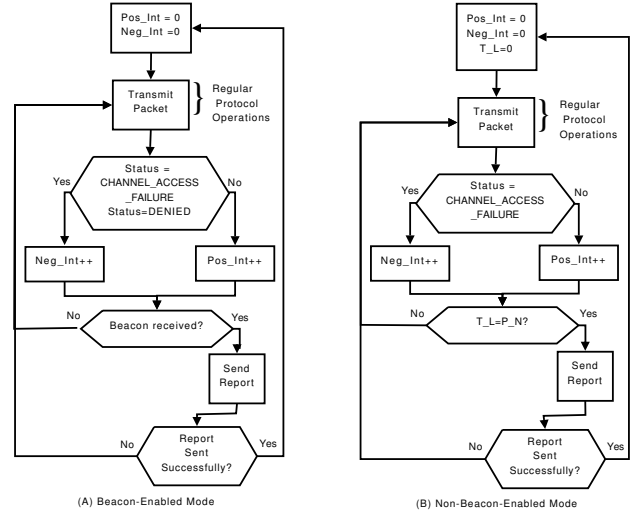 Pos_Int = 0
Neg_Int =0
Transmit
Packet
}
Regular
Protocol
Operations
Status =
CHANNEL_ACCESS
_FAILURE
Status=DENIED
Yes
No
Neg_Int++
Pos_Int++
Beacon received?
No
Yes
Send
Report
Report
Sent
Successfully?
No
Yes
(A) Beacon-Enabled Mode
Pos_Int = 0
Neg_Int =0
T_L=0
Transmit
Packet
}
Regular
Protocol
Operations
Status =
CHANNEL_ACCESS
_FAILURE
Yes
No
Neg_Int++
Pos_Int++
T_L=P_N?
No
Yes
Send
Report
Report
Sent
Successfully?
No
Yes
(B) Non-Beacon-Enabled Mode